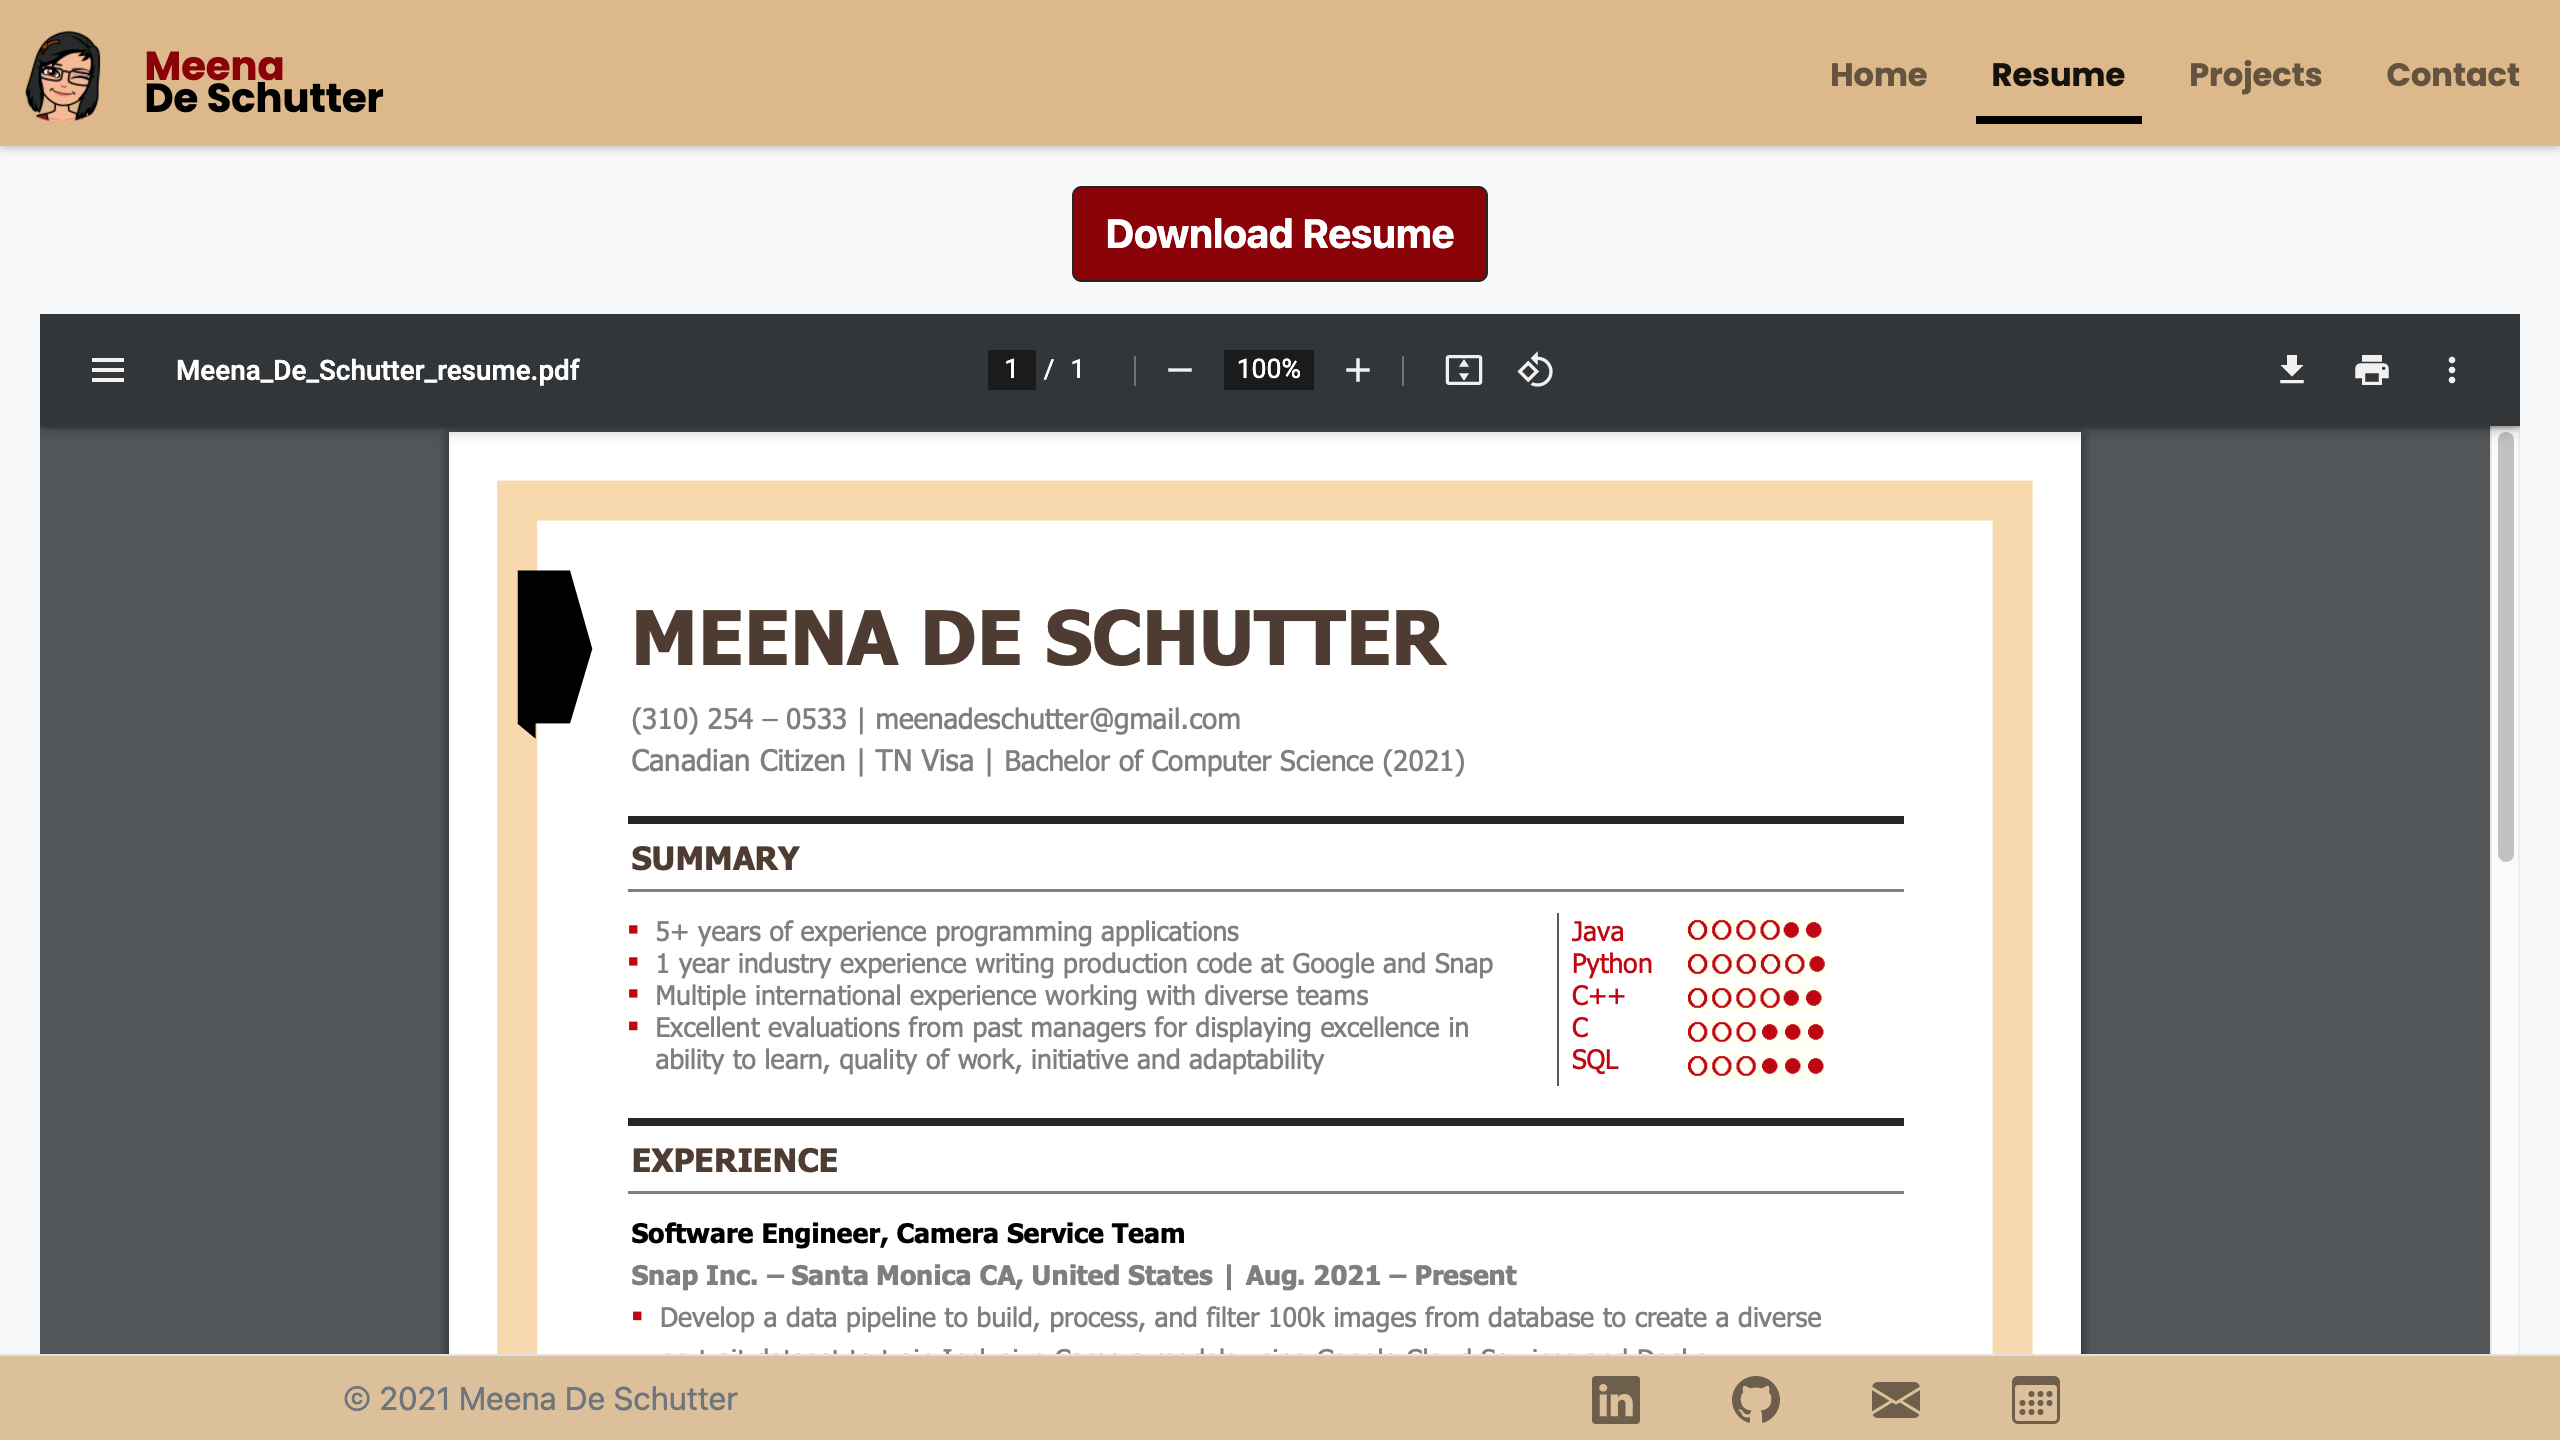 Meena
De Schutter
Home Resume Projects Contact
Download Resume
Meena_De_Schutter_resume.pdf 1 / 1 100%
MEENA DE SCHUTTER
(310) 254 – 0533 | meenadeschutter@gmail.com
Canadian Citizen | TN Visa | Bachelor of Computer Science (2021)
SUMMARY
5+ years of experience programming applications
1 year industry experience writing production code at Google and Snap
Multiple international experience working with diverse teams
Excellent evaluations from past managers for displaying excellence in
ability to learn, quality of work, initiative and adaptability
Java
Python
C++
C
SQL
EXPERIENCE
Software Engineer, Camera Service Team
Snap Inc. – Santa Monica CA, United States | Aug. 2021 – Present
Develop a data pipeline to build, process, and filter 100k images from database to create a diverse
© 2021 Meena De Schutter
in